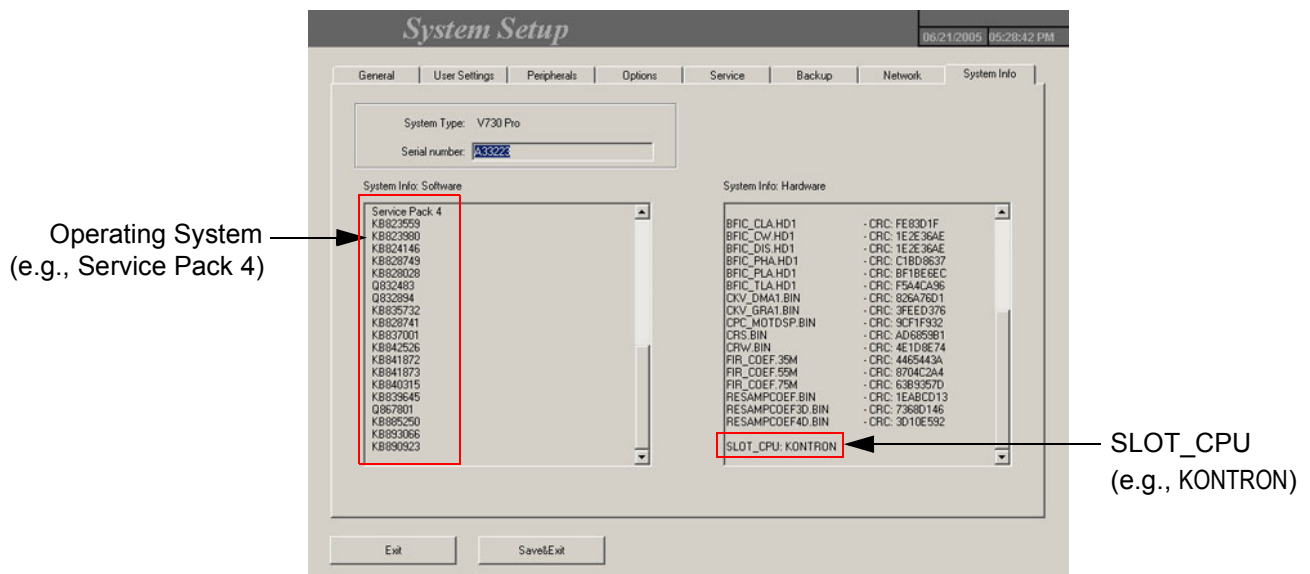 System Setup
06/21/2005 05:28:42 PM
General User Settings Peripherals Options Service Backup Network System Info
System Type: V730 Pro
Serial number: A33223
System Info: Software
Service Pack 4
KB823559
KB823980
KB824146
KB828749
KB828028
Q832483
Q832894
KB835732
KB828741
KB837001
KB842526
KB841872
KB841873
KB840315
KB839645
Q867801
KB885250
KB893066
KB890923
System Info: Hardware
BFIC_CLA.HD1 - CRC: FE83D1F
BFIC_CW.HD1 - CRC: 1E2E36AE
BFIC_DIS.HD1 - CRC: 1E2E36AE
BFIC_PHA.HD1 - CRC: C1BD8637
BFIC_PLA.HD1 - CRC: BF1BE6EC
BFIC_TLA.HD1 - CRC: F5A4CA96
CKV_DMA1.BIN - CRC: 826A76D1
CKV_GRA1.BIN - CRC: 3FEED376
CPC_MOTDSP.BIN - CRC: 9CF1F932
CRS.BIN - CRC: AD6859B1
CRW.BIN - CRC: 4E1D8E74
FIR_COEF.35M - CRC: 4465443A
FIR_COEF.55M - CRC: 8704C2A4
FIR_COEF.75M - CRC: 63B9357D
RESAMPCOEF.BIN - CRC: 1EABCD13
RESAMPCOEF3D.BIN - CRC: 7368D146
RESAMPCOEF4D.BIN - CRC: 3D10E592
SLOT_CPU: KONTRON
Operating System
(e.g., Service Pack 4)
SLOT_CPU
(e.g., KONTRON)
Exit Save&Exit